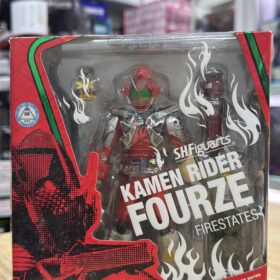 S.H.Figuarts
KAMEN RIDER
FOURZE
FIRESTATES